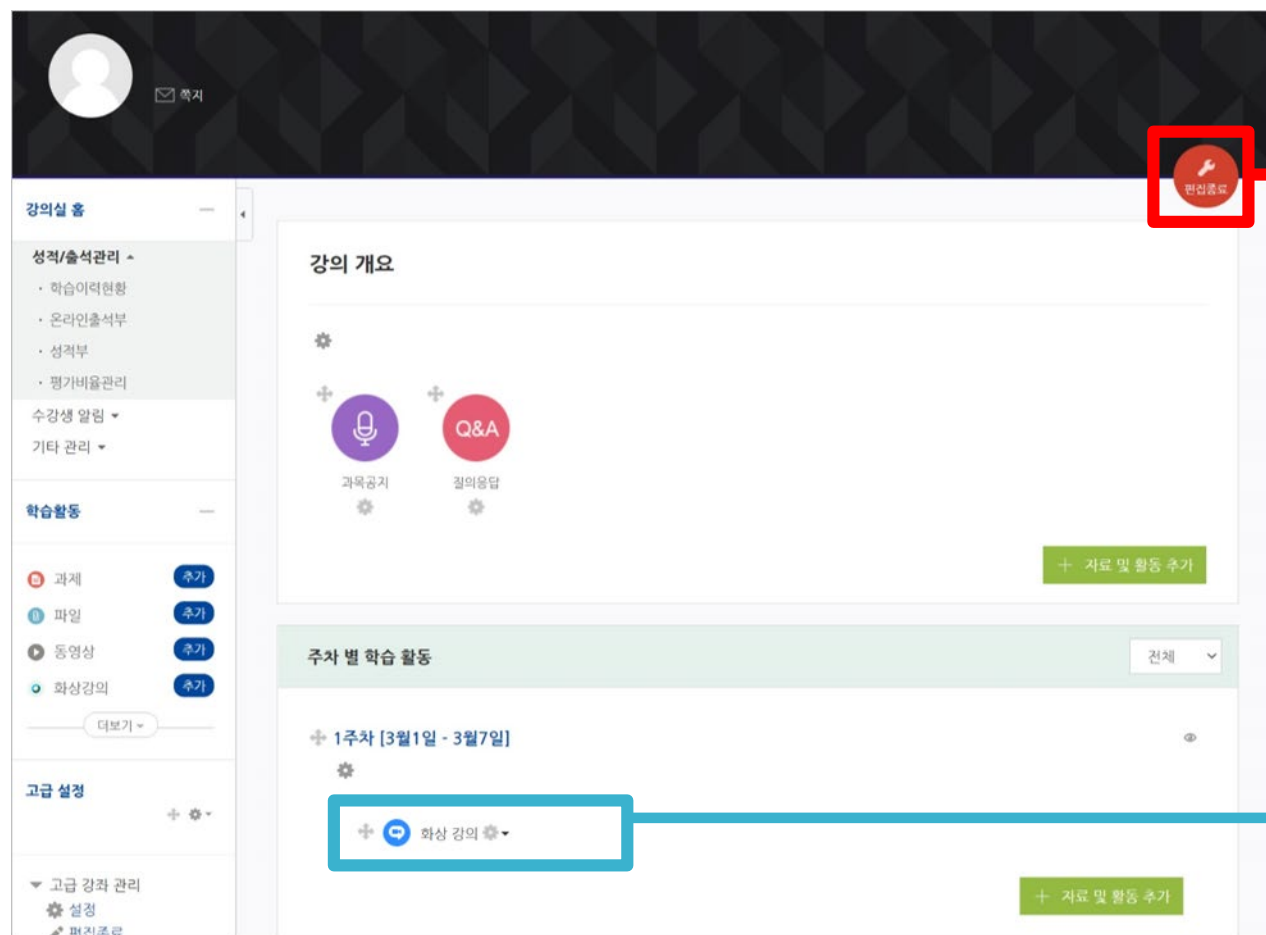 쪽지
편집종료
강의실 홈
성적/출석관리
· 학습이력현황
· 온라인출석부
· 성적부
· 평가비율관리
수강생 알림
기타 관리
학습활동
과제 추가
파일 추가
동영상 추가
화상강의 추가
더보기
고급 설정
고급 강좌 관리
설정
편집종료
강의 개요
Q&A
과목공지 질의응답
+ 자료 및 활동 추가
주차 별 학습 활동 전체
1주차 [3월1일 - 3월7일]
화상 강의
+ 자료 및 활동 추가